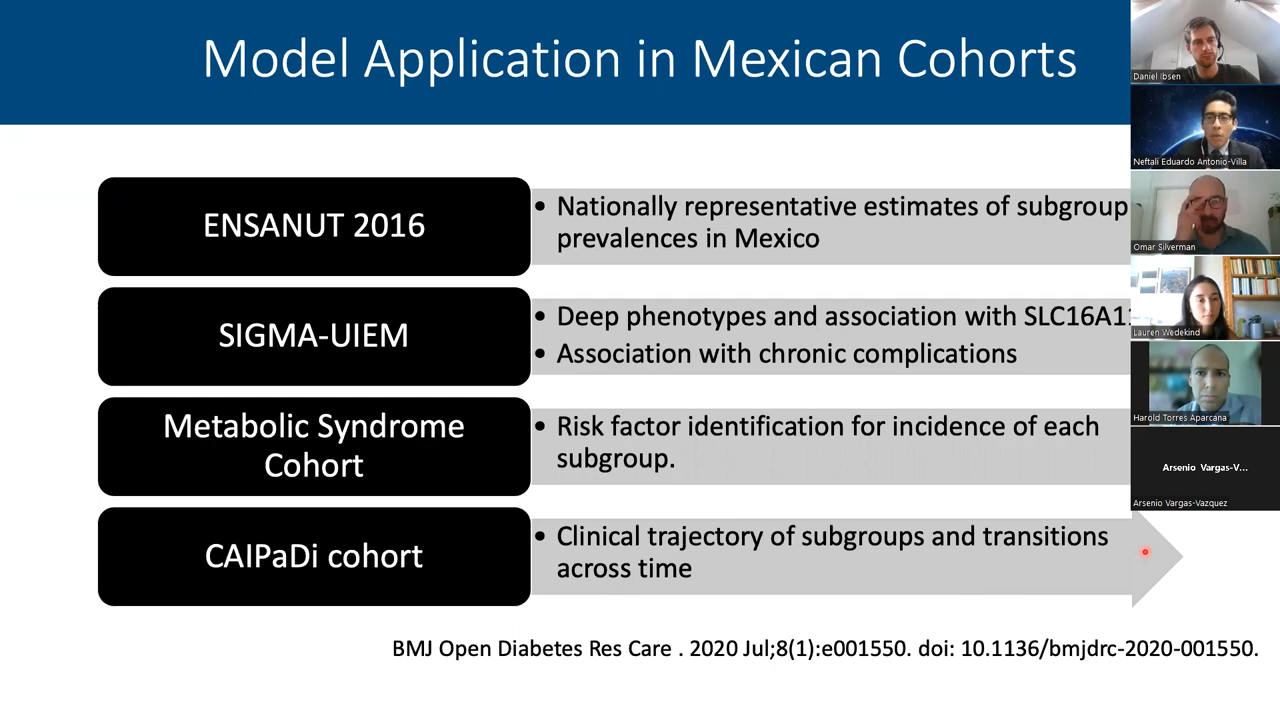 Model Application in Mexican Cohorts
ENSANUT 2016
• Nationally representative estimates of subgroup
prevalences in Mexico
SIGMA-UIEM
• Deep phenotypes and association with SLC16A11
• Association with chronic complications
Metabolic Syndrome
Cohort
• Risk factor identification for incidence of each
subgroup.
CAIPaDi cohort
• Clinical trajectory of subgroups and transitions
across time
BMJ Open Diabetes Res Care . 2020 Jul;8(1):e001550. doi: 10.1136/bmjdrc-2020-001550.
Daniel Ibsen
Neftali Eduardo Antonio-Villa
Omar Silverman
Lauren Wedekind
Harold Torres Aparcana
Arsenio Vargas-V...
Arsenio Vargas-Vazquez